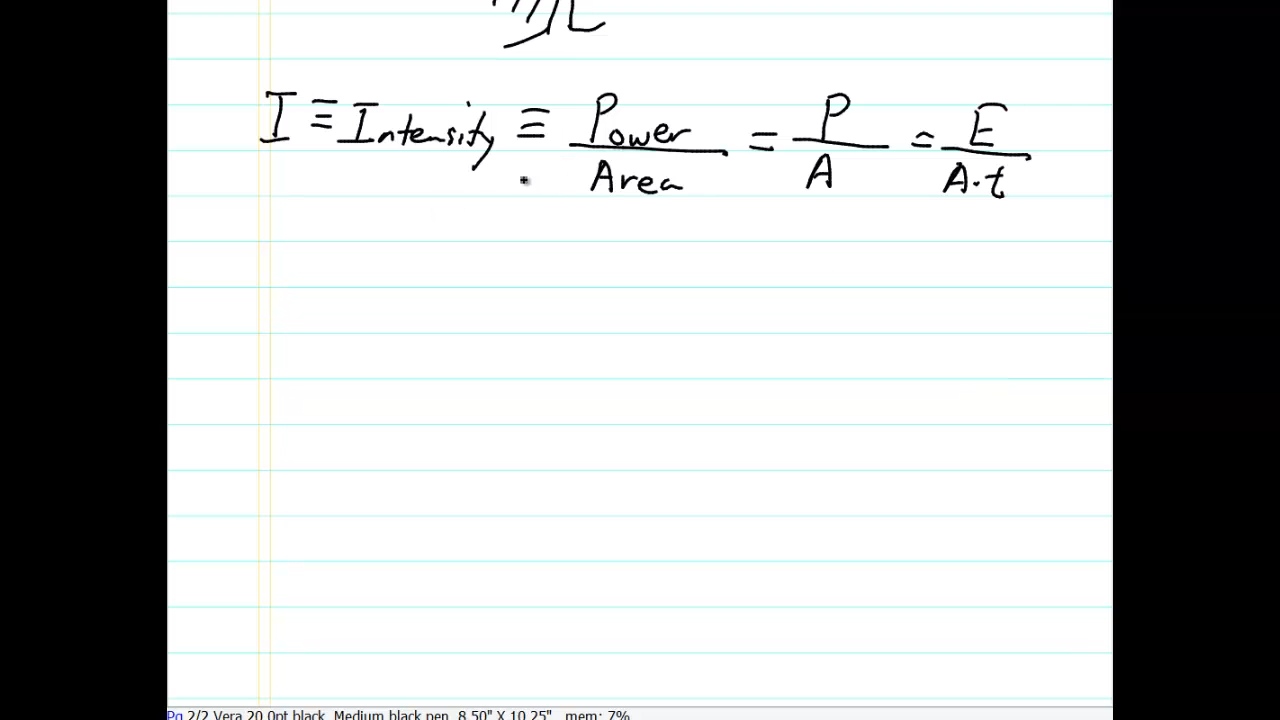 I ≡ Intensity ≡ Power/Area = P/A = E/A·t
Pg 2/2 Vera 20.0pt black, Medium black pen, 8.50" X 10.25" mem: 7%